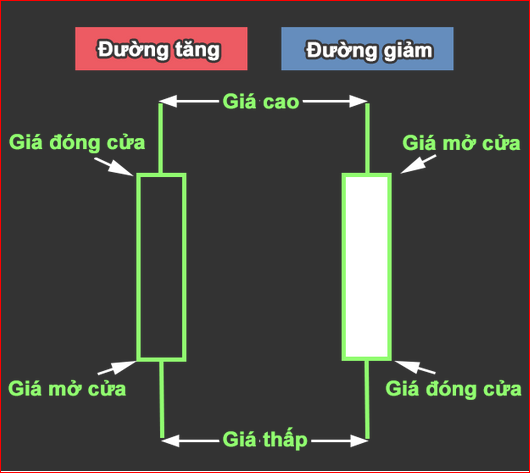 Đường tăng
Đường giảm
Giá cao
Giá đóng cửa
Giá mở cửa
Giá mở cửa
Giá đóng cửa
Giá thấp